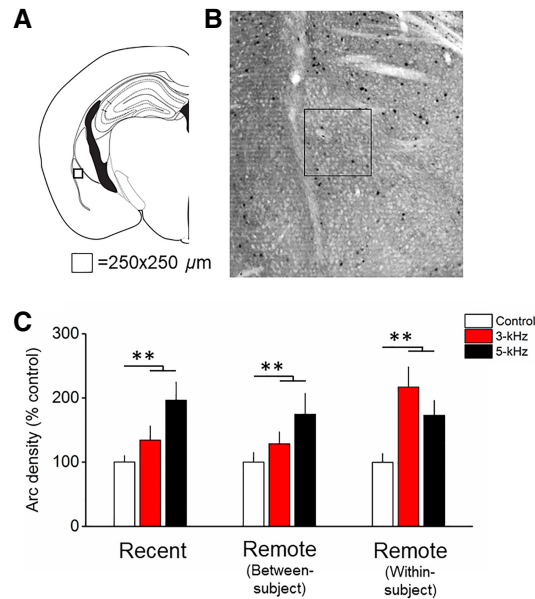 A
B
=250x250 µm
C
Control
3-kHz
5-kHz
Arc density (% control)
300
200
100
0
**
**
**
Recent
Remote
(Between-
subject)
Remote
(Within-
subject)